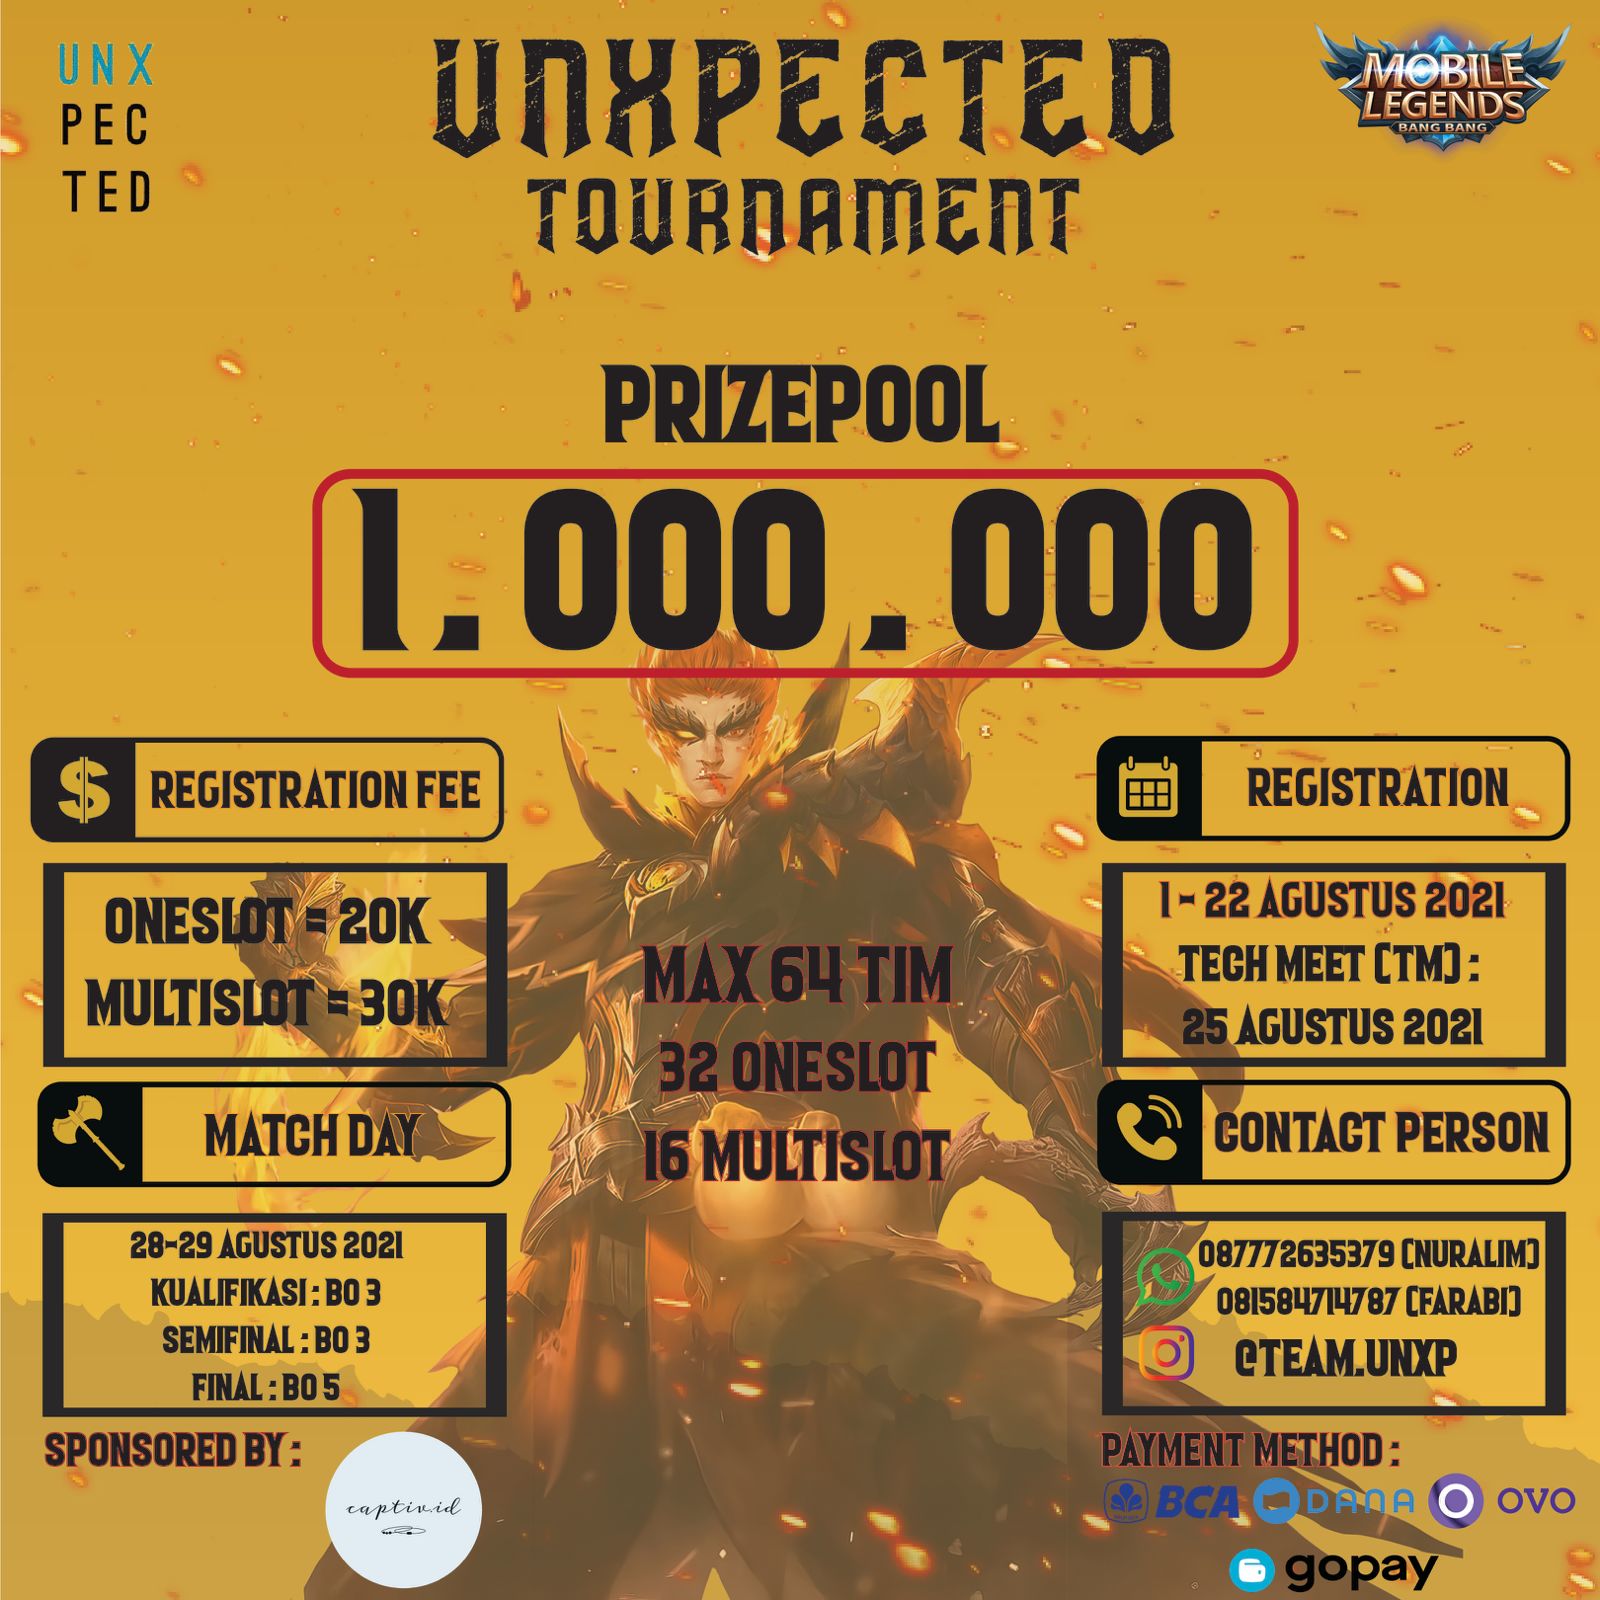 UNX
PEC
TED
UNXPECTED
TOURNAMENT
MOBILE
LEGENDS
BANG BANG
PRIZEPOOL
1.000.000
REGISTRATION FEE
ONESLOT = 20K
MULTISLOT = 30K
MATCH DAY
28-29 AGUSTUS 2021
KUALIFIKASI : BO 3
SEMIFINAL : BO 3
FINAL : BO 5
MAX 64 TIM
32 ONESLOT
16 MULTISLOT
REGISTRATION
1 - 22 AGUSTUS 2021
TECH MEET (TM) :
25 AGUSTUS 2021
CONTACT PERSON
087772635379 (NURALIM)
081584714787 (FARABI)
@TEAM.UNXP
SPONSORED BY :
captiv.id
PAYMENT METHOD :
BCA DANA OVO
gopay